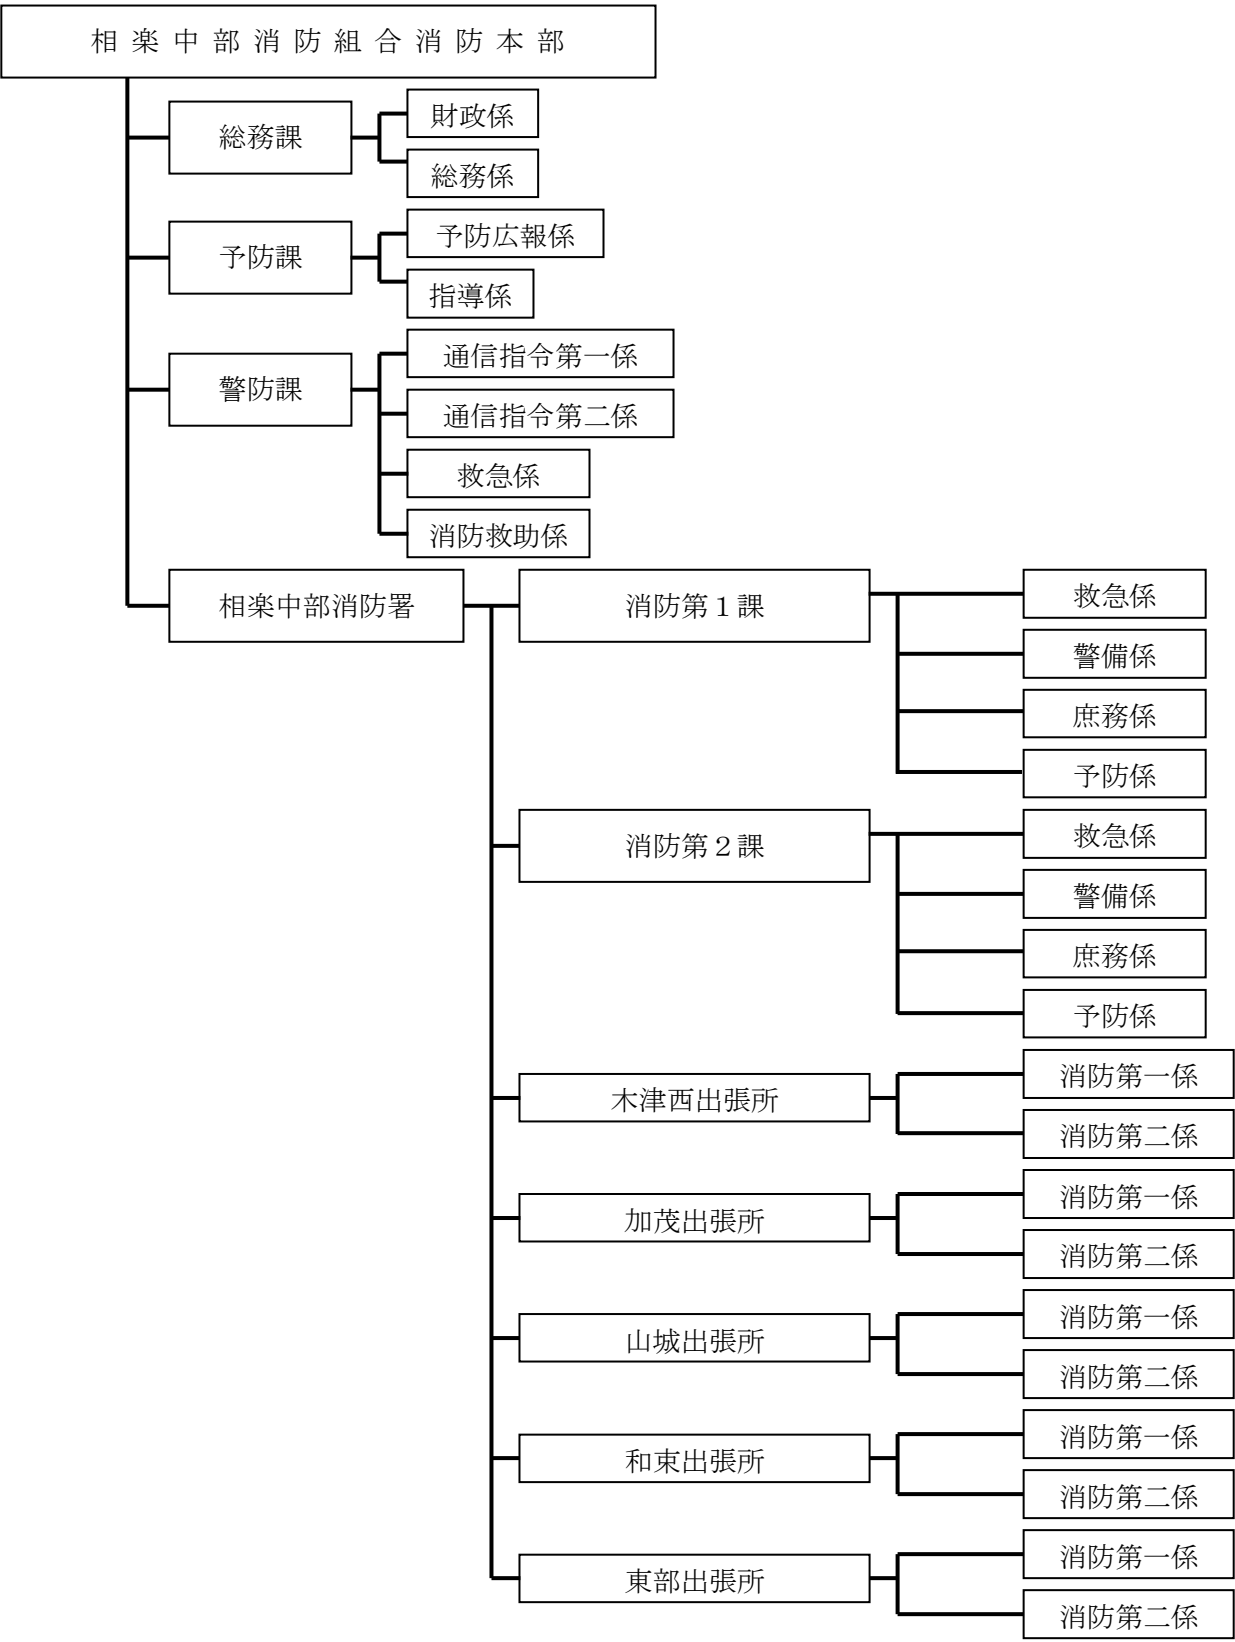 相楽中部消防組合消防本部
総務課
財政係
総務係
予防課
予防広報係
指導係
警防課
通信指令第一係
通信指令第二係
救急係
消防救助係
相楽中部消防署
消防第１課
救急係
警備係
庶務係
予防係
消防第２課
救急係
警備係
庶務係
予防係
木津西出張所
消防第一係
消防第二係
加茂出張所
消防第一係
消防第二係
山城出張所
消防第一係
消防第二係
和束出張所
消防第一係
消防第二係
東部出張所
消防第一係
消防第二係